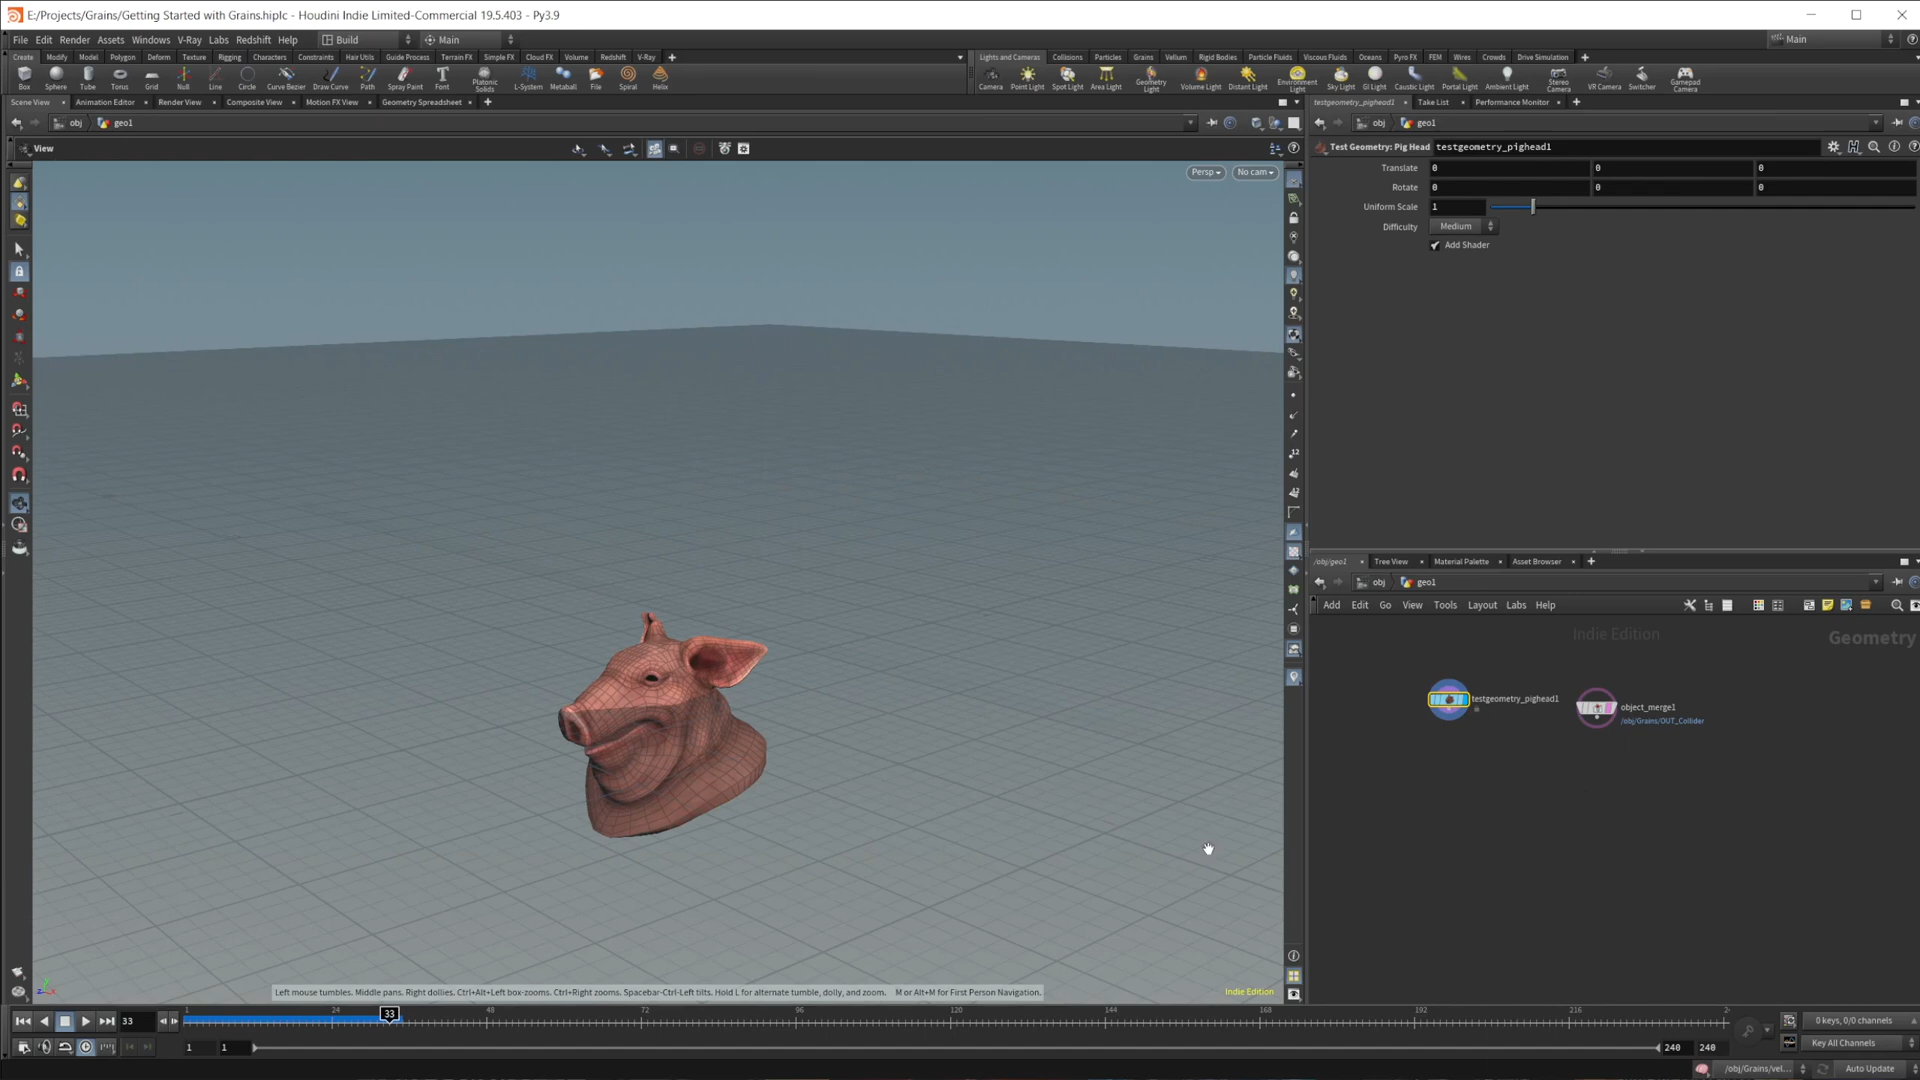 E:/Projects/Grains/Getting Started with Grains.hiplc - Houdini Indie Limited-Commercial 19.5.403 - Py3.9
File Edit Render Assets Windows V-Ray Labs Redshift Help Build Main Main
Create Modify Model Polygon Deform Texture Rigging Characters Constraints Hair Utils Guide Process Terrain FX Simple FX Cloud FX Volume Redshift V-Ray
Lights and Cameras Collisions Particles Grains Vellum Rigid Bodies Particle Fluids Viscous Fluids Oceans Pyro FX FEM Wires Crowds Drive Simulation
Box Sphere Tube Torus Grid Null Line Circle Curve Bezier Draw Curve Path Spray Paint Font Platonic Solids L-System Metaball File Spiral Helix
Camera Point Light Spot Light Area Light Geometry Light Volume Light Distant Light Environment Light Sky Light GI Light Caustic Light Portal Light Ambient Light Stereo Camera VR Camera Switcher Gamepad Camera
Scene View Animation Editor Render View Composite View Motion FX View Geometry Spreadsheet
testgeometry_pighead1 Take List Performance Monitor
obj geo1
obj geo1
View
Persp No cam
Test Geometry: Pig Head testgeometry_pighead1
Translate 0 0 0
Rotate 0 0 0
Uniform Scale 1
Difficulty Medium
Add Shader
/obj/geo1 Tree View Material Palette Asset Browser
obj geo1
Add Edit Go View Tools Layout Labs Help
Indie Edition Geometry
testgeometry_pighead1
object_merge1
/obj/Grains/OUT_Collider
Left mouse tumbles. Middle pans. Right dollies. Ctrl+Alt+Left box-zooms. Ctrl+Right zooms. Spacebar-Ctrl-Left tilts. Hold L for alternate tumble, dolly, and zoom. M or Alt+M for First Person Navigation.
Indie Edition
33 1 24 33 48 72 96 120 144 168 192 216 2
0 keys, 0/0 channels
1 1 240 240 Key All Channels
/obj/Grains/vel... Auto Update